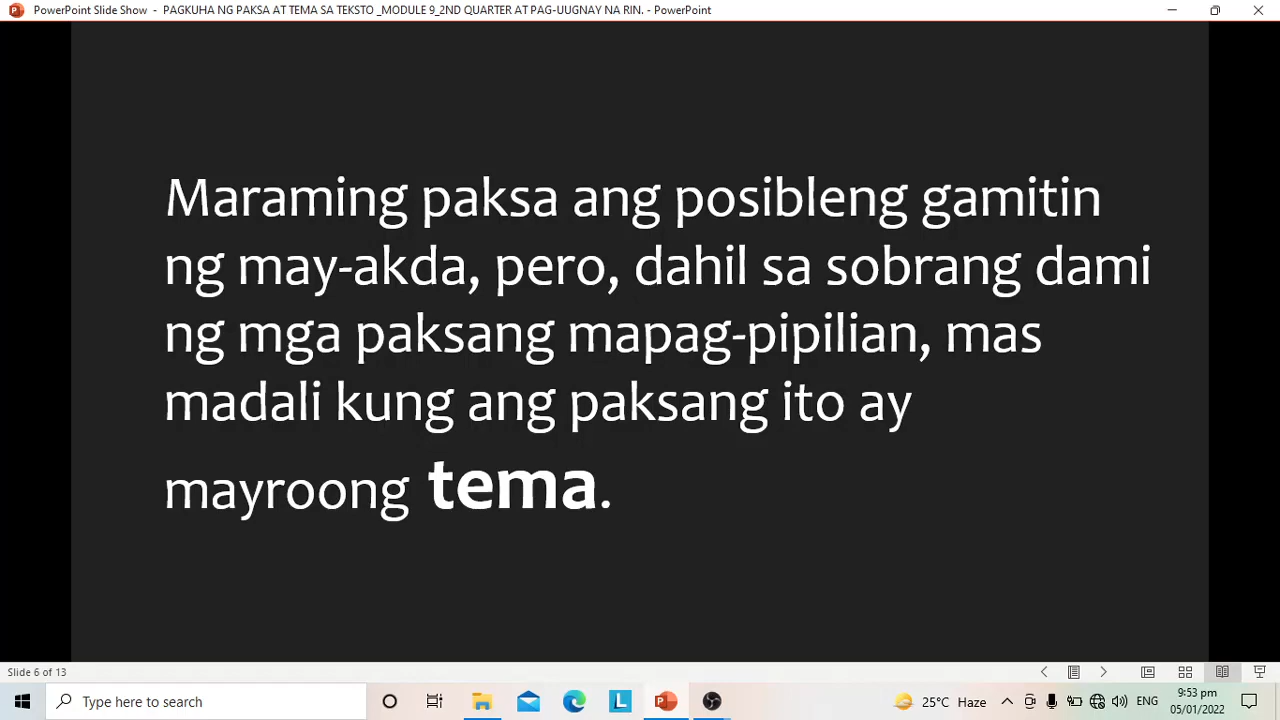 PowerPoint Slide Show - PAGKUHA NG PAKSA AT TEMA SA TEKSTO _MODULE 9_2ND QUARTER AT PAG-UUGNAY NA RIN. - PowerPoint
Maraming paksa ang posibleng gamitin
ng may-akda, pero, dahil sa sobrang dami
ng mga paksang mapag-pipilian, mas
madali kung ang paksang ito ay
mayroong tema.
Slide 6 of 13
Type here to search
L
25°C Haze
ENG
9:53 pm
05/01/2022